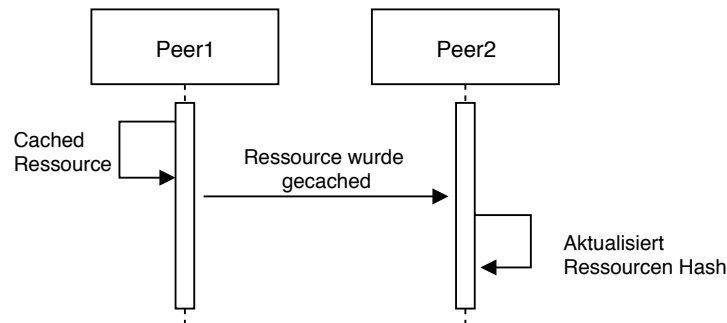 Peer1
Peer2
Cached
Ressource
Ressource wurde
gecached
Aktualisiert
Ressourcen Hash